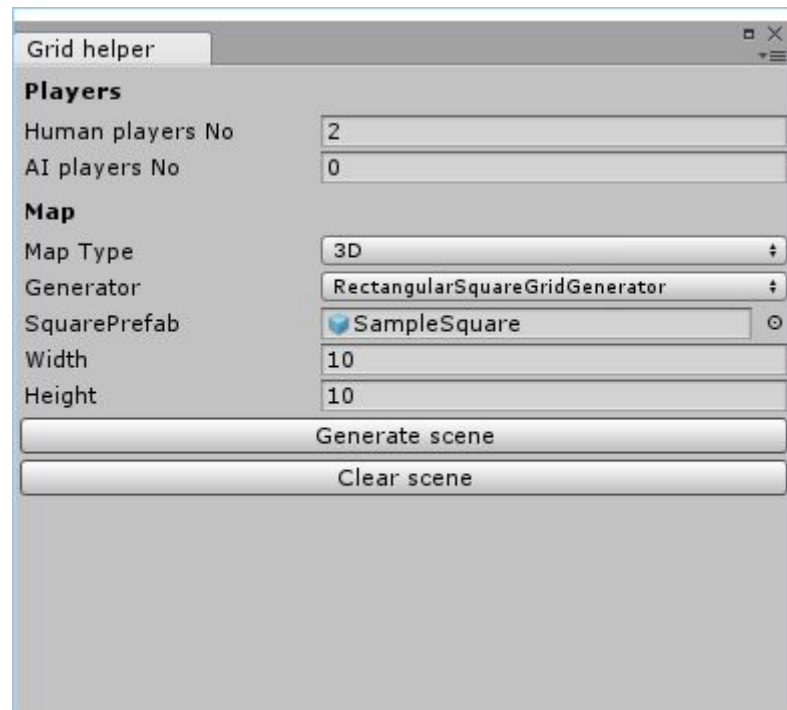 Grid helper
Players
Human players No 2
AI players No 0
Map
Map Type 3D
Generator RectangularSquareGridGenerator
SquarePrefab SampleSquare
Width 10
Height 10
Generate scene
Clear scene